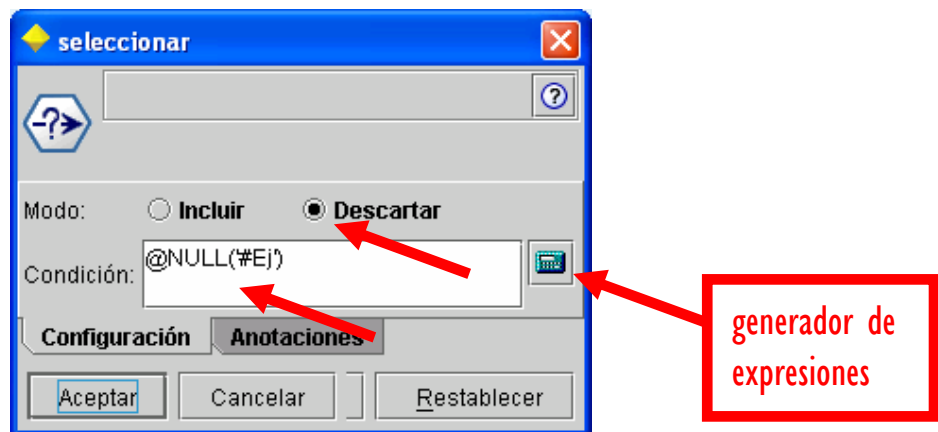 seleccionar
?
-?
Modo:
Incluir
Descartar
Condición:
@NULL('#Ej')
Configuración
Anotaciones
Aceptar
Cancelar
Restablecer
generador de
expresiones